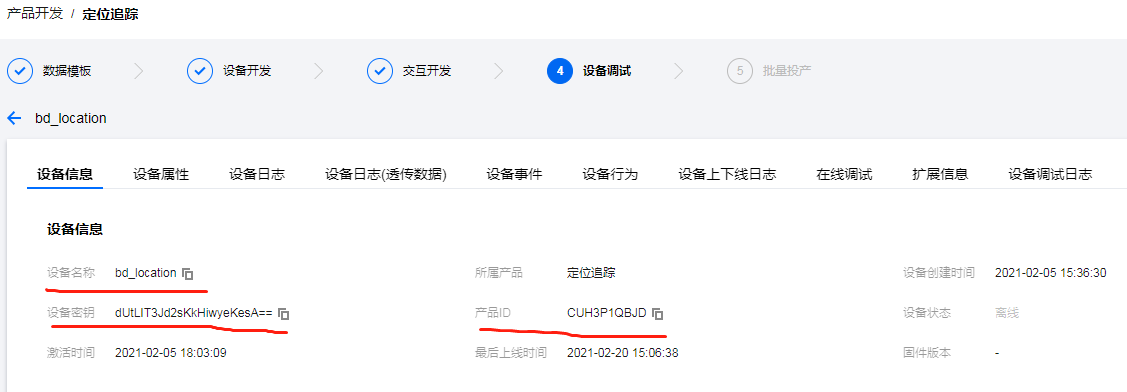 产品开发 / 定位追踪
数据模板 设备开发 交互开发 4 设备调试 5 批量投产
bd_location
设备信息 设备属性 设备日志 设备日志(透传数据) 设备事件 设备行为 设备上下线日志 在线调试 扩展信息 设备调试日志
设备信息
设备名称 bd_location 所属产品 定位追踪 设备创建时间 2021-02-05 15:36:30
设备密钥 dUtLIT3Jd2sKkHiwyeKesA== 产品ID CUH3P1QBJD 设备状态 离线
激活时间 2021-02-05 18:03:09 最后上线时间 2021-02-20 15:06:38 固件版本 -